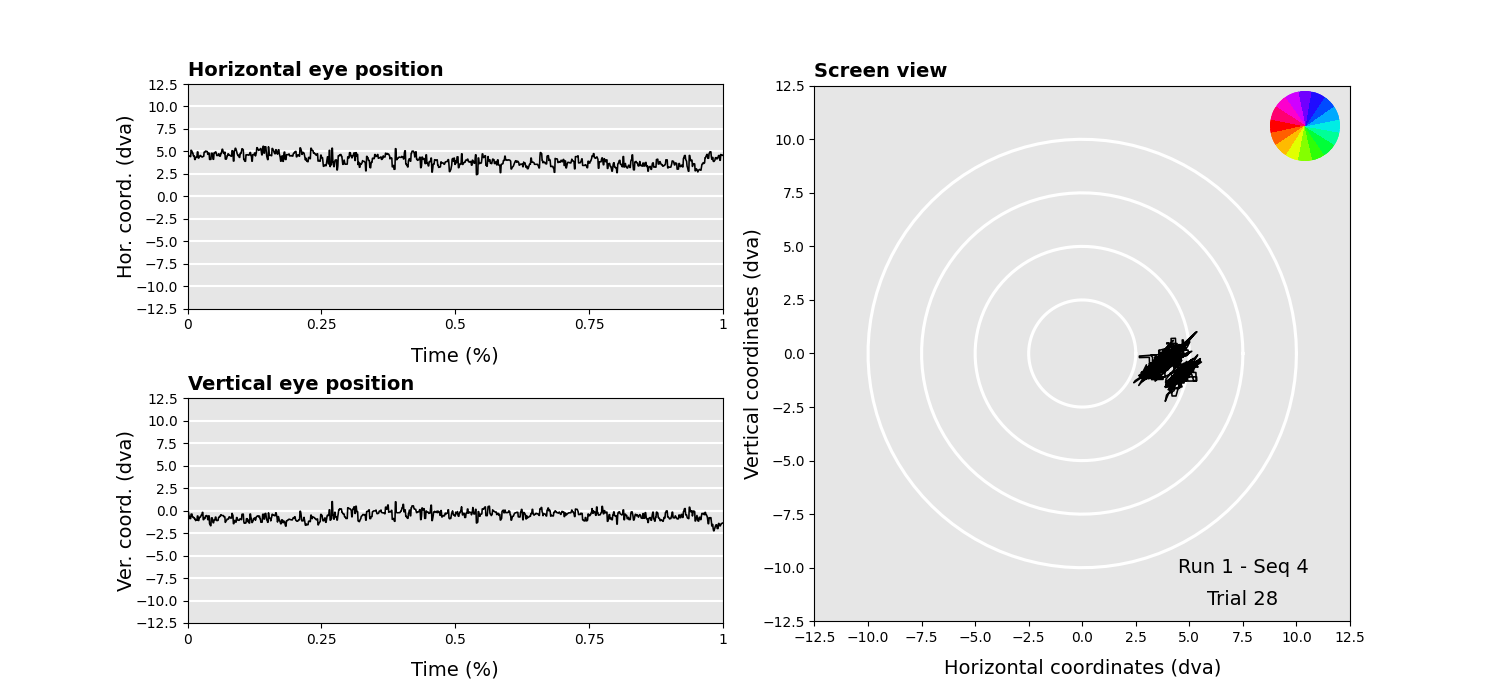 Horizontal eye position
Hor. coord. (dva)
12.5
10.0
7.5
5.0
2.5
0.0
−2.5
−5.0
−7.5
−10.0
−12.5
0 0.25 0.5 0.75 1
Time (%)
Vertical eye position
Ver. coord. (dva)
12.5
10.0
7.5
5.0
2.5
0.0
−2.5
−5.0
−7.5
−10.0
−12.5
0 0.25 0.5 0.75 1
Time (%)
Screen view
Vertical coordinates (dva)
12.5
10.0
7.5
5.0
2.5
0.0
−2.5
−5.0
−7.5
−10.0
−12.5
Run 1 - Seq 4
Trial 28
−12.5 −10.0 −7.5 −5.0 −2.5 0.0 2.5 5.0 7.5 10.0 12.5
Horizontal coordinates (dva)